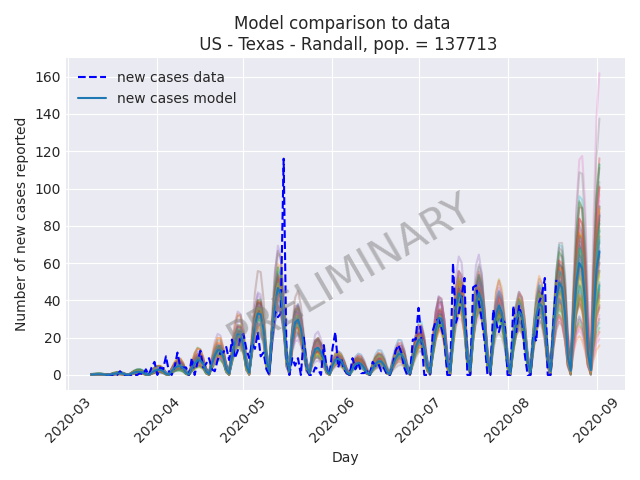 Model comparison to data
US - Texas - Randall, pop. = 137713
new cases data
new cases model
Number of new cases reported
160
140
120
100
80
60
40
20
0
PRELIMINARY
2020-03
2020-04
2020-05
2020-06
2020-07
2020-08
2020-09
Day